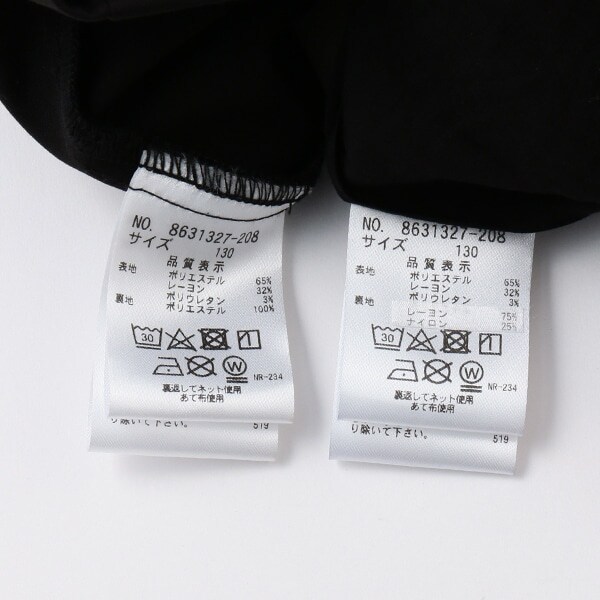 NO. 8631327-208
サイズ 130
品質表示
表地 ポリエステル 65%
レーヨン 32%
ポリウレタン 3%
裏地 ポリエステル 100%
30
1
NR-234
裏返してネット使用
あて布使用
り除いて下さい。
519
NO. 8631327-208
サイズ 130
品質表示
表地 ポリエステル 65%
レーヨン 32%
ポリウレタン 3%
裏地 レーヨン 75%
ナイロン 25%
30
1
NR-234
裏返してネット使用
あて布使用
り除いて下さい。
519